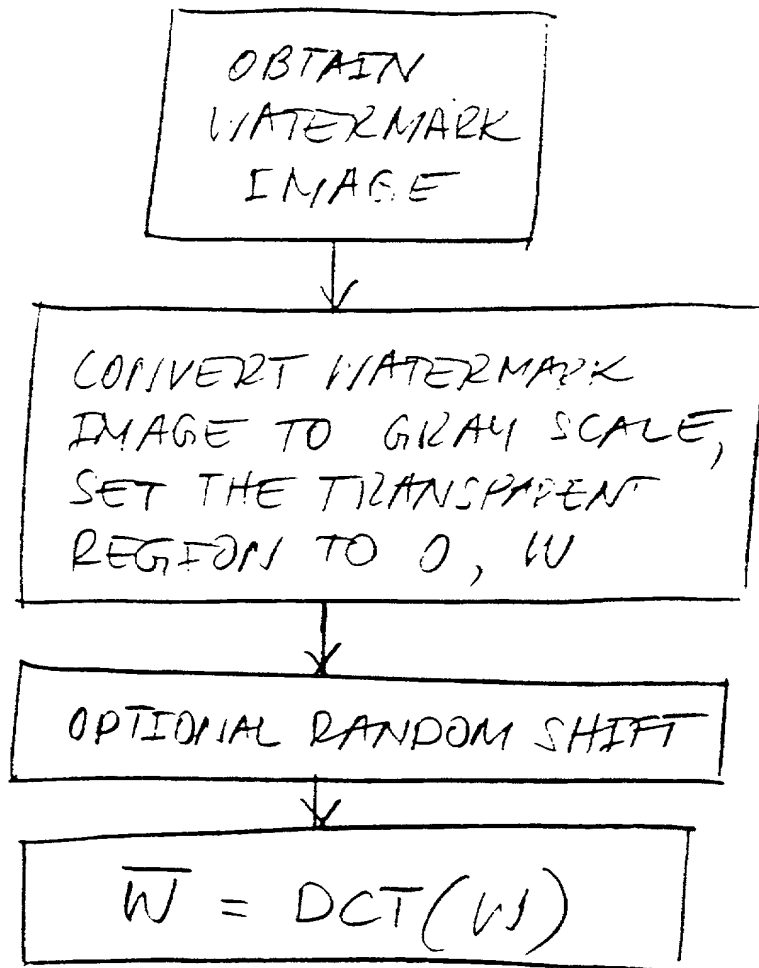 OBTAIN
WATERMARK
IMAGE
CONVERT WATERMARK
IMAGE TO GRAY SCALE,
SET THE TRANSPARENT
REGION TO 0, W
OPTIONAL RANDOM SHIFT
W̅ = DCT(W)